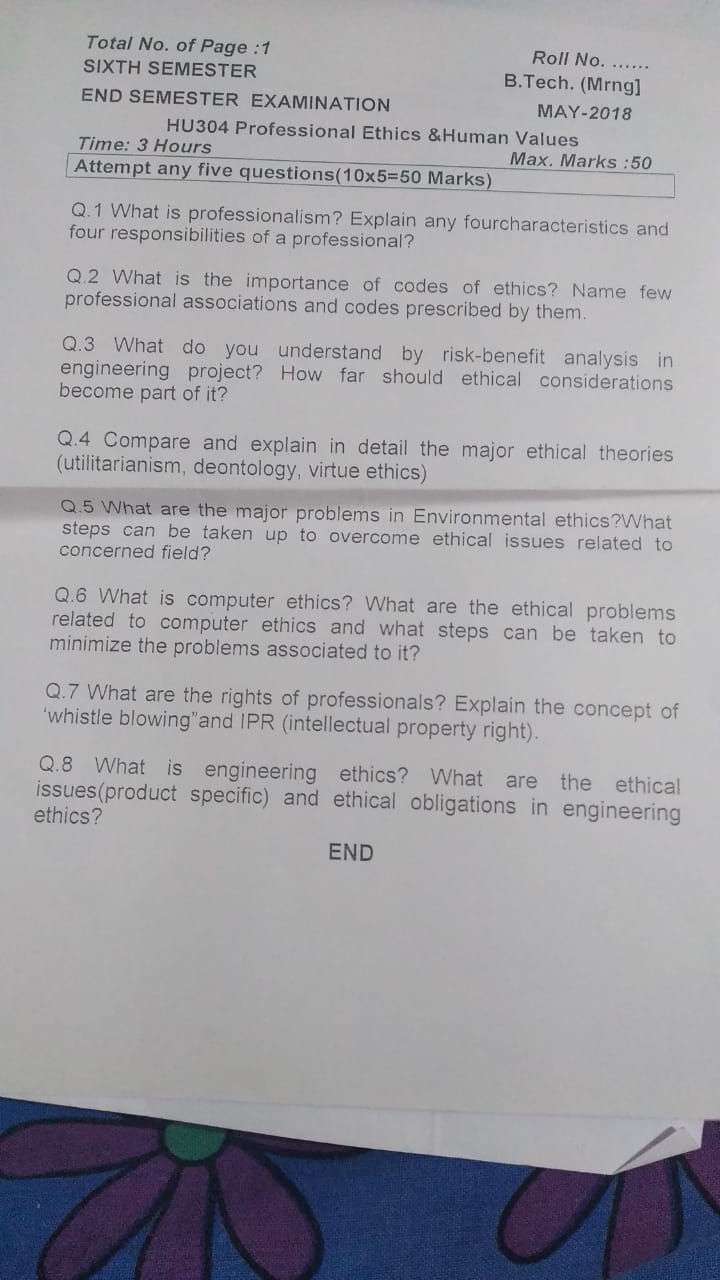 Total No. of Page :1
Roll No. ......
SIXTH SEMESTER
B.Tech. (Mrng]
END SEMESTER EXAMINATION
MAY-2018
HU304 Professional Ethics &Human Values
Time: 3 Hours
Max. Marks :50
Attempt any five questions(10x5=50 Marks)
Q.1 What is professionalism? Explain any fourcharacteristics and
four responsibilities of a professional?
Q.2 What is the importance of codes of ethics? Name few
professional associations and codes prescribed by them.
Q.3 What do you understand by risk-benefit analysis in
engineering project? How far should ethical considerations
become part of it?
Q.4 Compare and explain in detail the major ethical theories
(utilitarianism, deontology, virtue ethics)
Q.5 What are the major problems in Environmental ethics?What
steps can be taken up to overcome ethical issues related to
concerned field?
Q.6 What is computer ethics? What are the ethical problems
related to computer ethics and what steps can be taken to
minimize the problems associated to it?
Q.7 What are the rights of professionals? Explain the concept of
'whistle blowing"and IPR (intellectual property right).
Q.8 What is engineering ethics? What are the ethical
issues(product specific) and ethical obligations in engineering
ethics?
END